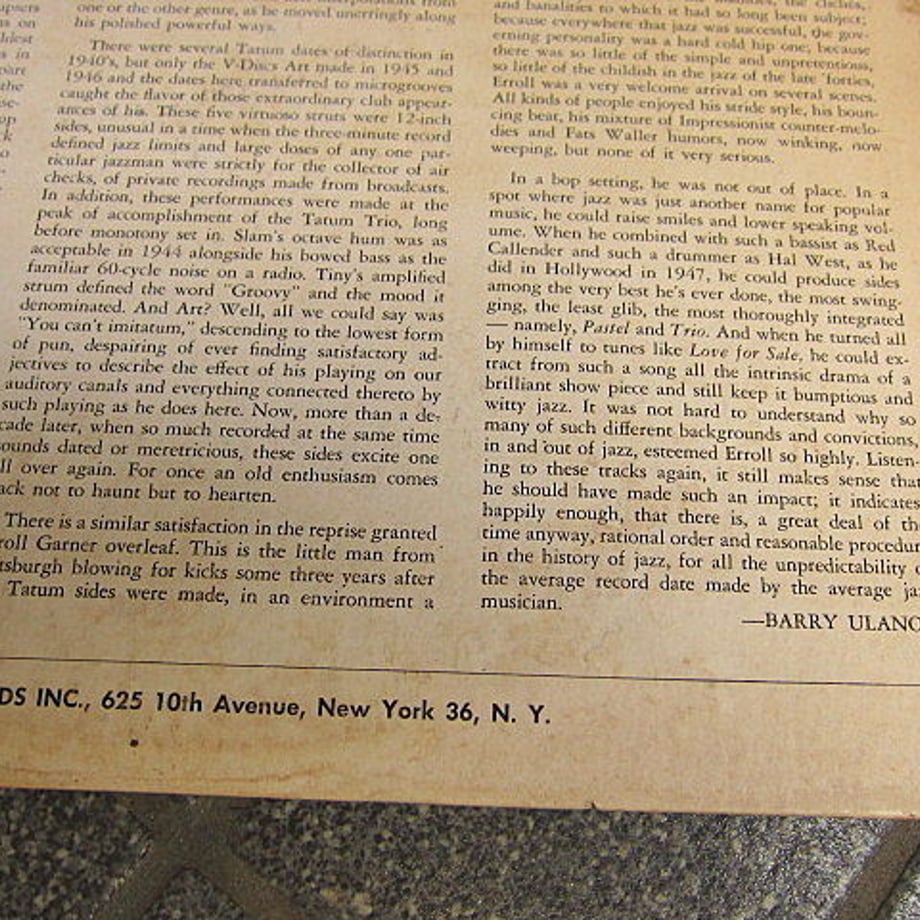 upsers
us on
ldest
s in
pare
the
se-
op
k
o
one or the other genre, as he moved unerringly along
his polished powerful ways.
There were several Tatum dates of distinction in
1940's, but only the V-Discs Art made in 1945 and
1946 and the dates here transferred to microgrooves
caught the flavor of those extraordinary club appear-
ances of his. These five virtuoso struts were 12-inch
sides, unusual in a time when the three-minute record
defined jazz limits and large doses of any one par-
ticular jazzman were strictly for the collector of air
checks, of private recordings made from broadcasts.
In addition, these performances were made at the
peak of accomplishment of the Tatum Trio, long
before monotony set in. Slam's octave hum was as
acceptable in 1944 alongside his bowed bass as the
familiar 60-cycle noise on a radio. Tiny's amplified
strum defined the word "Groovy" and the mood it
denominated. And Art? Well, all we could say was
"You can't imitatum," descending to the lowest form
of pun, despairing of ever finding satisfactory ad-
jectives to describe the effect of his playing on our
auditory canals and everything connected thereto by
such playing as he does here. Now, more than a de-
cade later, when so much recorded at the same time
ounds dated or meretricious, these sides excite one
ll over again. For once an old enthusiasm comes
ack not to haunt but to hearten.
There is a similar satisfaction in the reprise granted
roll Garner overleaf. This is the little man from
tsburgh blowing for kicks some three years after
Tatum sides were made, in an environment a
and banalities to which it had so long been subject;
because everywhere that jazz was successful, the gov-
erning personality was a hard cold hip one; because
there was so little of the simple and unpretentious,
so little of the childish in the jazz of the late 'forties,
Erroll was a very welcome arrival on several scenes.
All kinds of people enjoyed his stride style, his boun-
cing beat, his mixture of Impressionist counter-melo-
dies and Fats Waller humors, now winking, now
weeping, but none of it very serious.
In a bop setting, he was not out of place. In a
spot where jazz was just another name for popular
music, he could raise smiles and lower speaking vol-
ume. When he combined with such a bassist as Red
Callender and such a drummer as Hal West, as he
did in Hollywood in 1947, he could produce sides
among the very best he's ever done, the most swing-
ging, the least glib, the most thoroughly integrated
— namely, Pastel and Trio. And when he turned all
by himself to tunes like Love for Sale, he could ex-
tract from such a song all the intrinsic drama of a
brilliant show piece and still keep it bumptious and
witty jazz. It was not hard to understand why so
many of such different backgrounds and convictions,
in and out of jazz, esteemed Erroll so highly. Listen-
ing to these tracks again, it still makes sense that
he should have made such an impact; it indicates
happily enough, that there is, a great deal of th
time anyway, rational order and reasonable procedur
in the history of jazz, for all the unpredictability o
the average record date made by the average ja
musician.
—BARRY ULANO
DS INC., 625 10th Avenue, New York 36, N. Y.